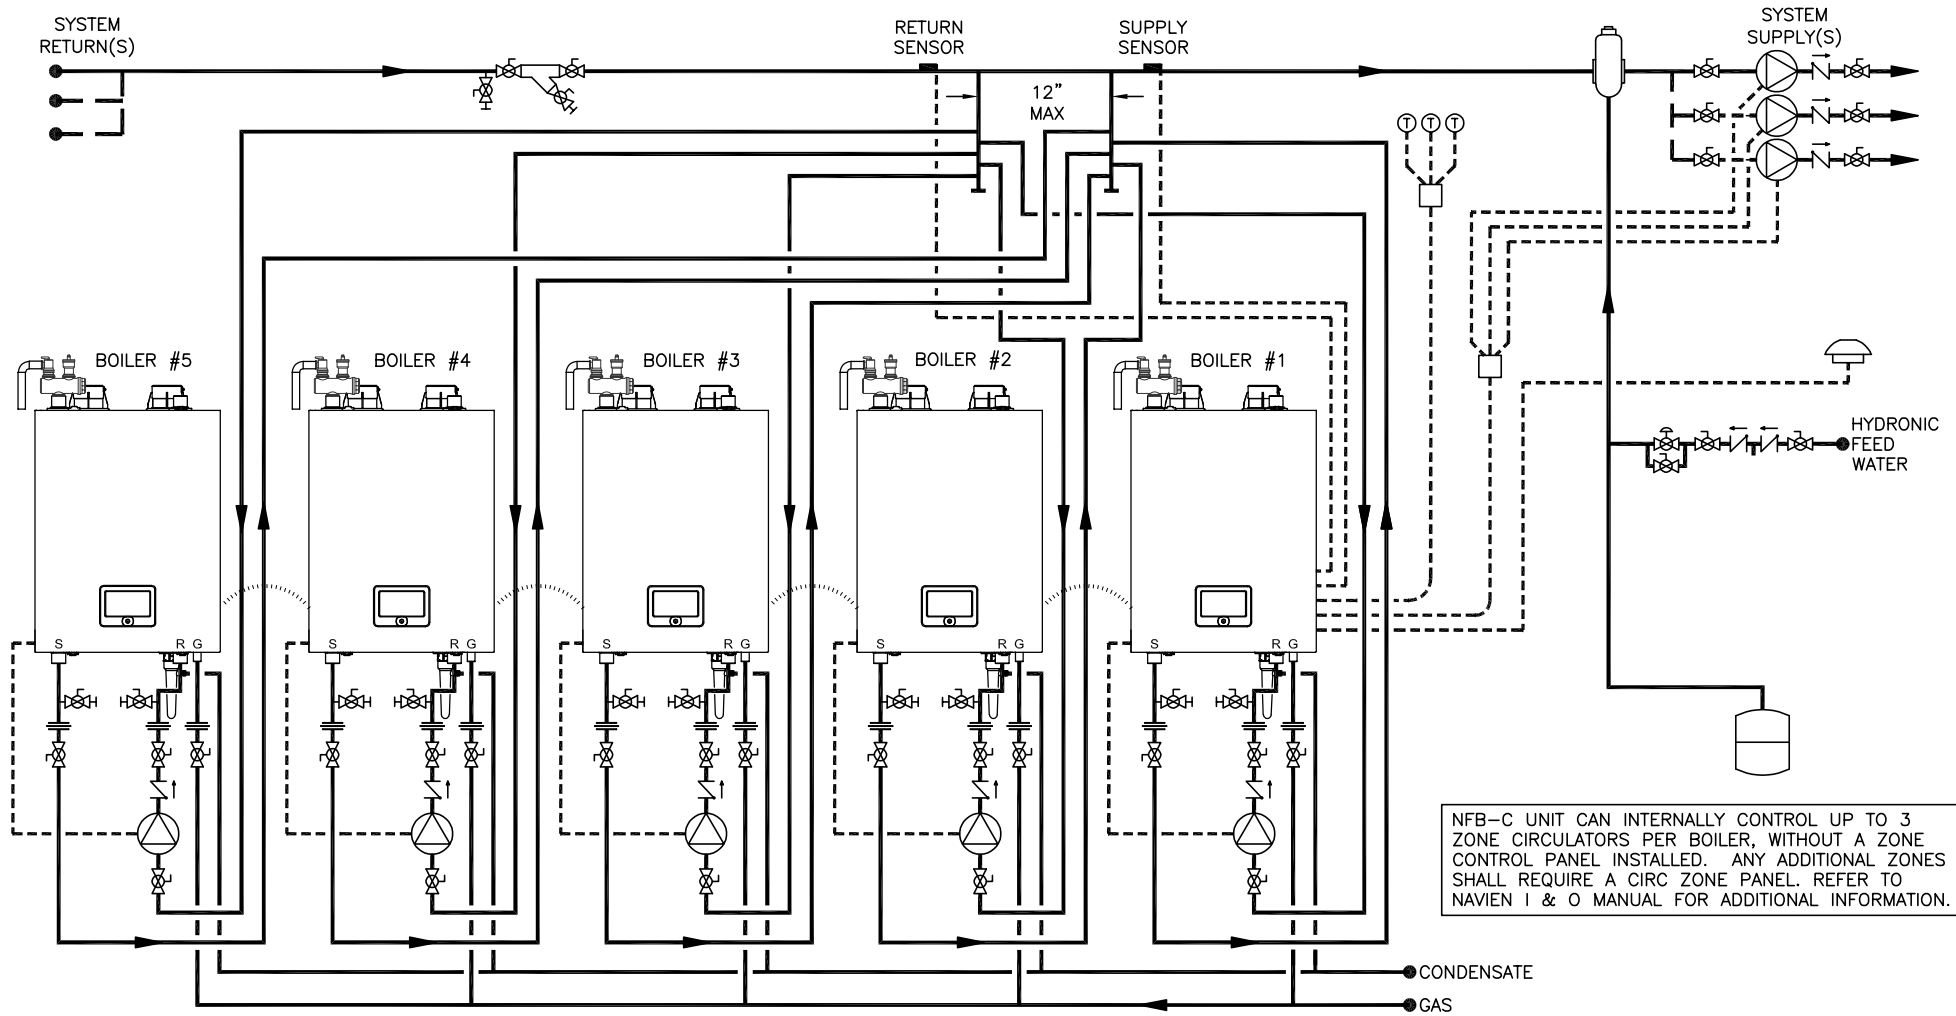 SYSTEM
RETURN(S)
RETURN
SENSOR
SUPPLY
SENSOR
SYSTEM
SUPPLY(S)
12"
MAX
T T T
BOILER #5
BOILER #4
BOILER #3
BOILER #2
BOILER #1
HYDRONIC
FEED
WATER
S R G
S R G
S R G
S R G
S R G
NFB-C UNIT CAN INTERNALLY CONTROL UP TO 3
ZONE CIRCULATORS PER BOILER, WITHOUT A ZONE
CONTROL PANEL INSTALLED. ANY ADDITIONAL ZONES
SHALL REQUIRE A CIRC ZONE PANEL. REFER TO
NAVIEN I & O MANUAL FOR ADDITIONAL INFORMATION.
CONDENSATE
GAS